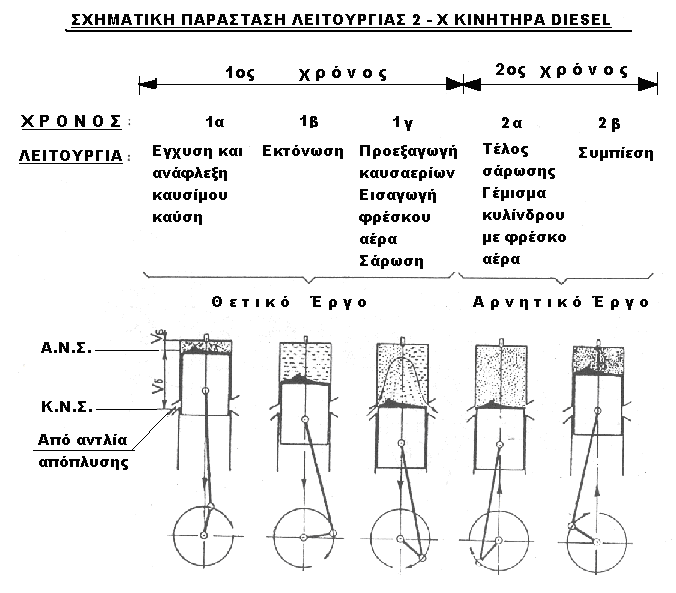 ΣΧΗΜΑΤΙΚΗ ΠΑΡΑΣΤΑΣΗ ΛΕΙΤΟΥΡΓΙΑΣ 2 - Χ ΚΙΝΗΤΗΡΑ DIESEL
1ος χρόνος
2ος χρόνος
ΧΡΟΝΟΣ : 1α 1β 1γ 2α 2β
ΛΕΙΤΟΥΡΓΙΑ :
Εγχυση και
ανάφλεξη
καυσίμου
καύση
Εκτόνωση
Προεξαγωγή
καυσαερίων
Εισαγωγή
φρέσκου
αέρα
Σάρωση
Τέλος
σάρωσης
Γέμισμα
κυλίνδρου
με φρέσκο
αέρα
Συμπίεση
Θετικό Έργο
Αρνητικό Έργο
Α.Ν.Σ.
Κ.Ν.Σ.
Από αντλία
απόπλυσης